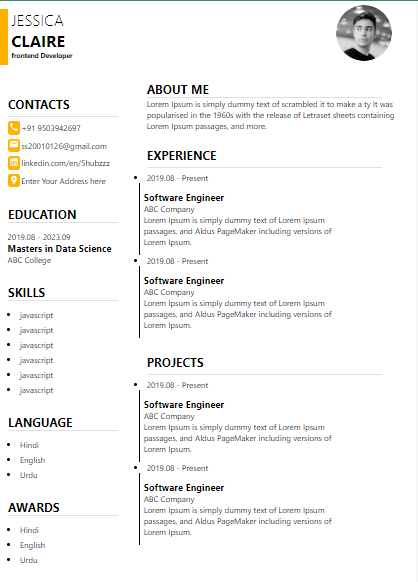 JESSICA
CLAIRE
frontend Developer
CONTACTS
+91 9503942697
ss20010126@gmail.com
linkedin.com/en/Shubzzz
Enter Your Address here
EDUCATION
2019.08 - 2023.09
Masters in Data Science
ABC College
SKILLS
javascript
javascript
javascript
javascript
javascript
javascript
LANGUAGE
Hindi
English
Urdu
AWARDS
Hindi
English
Urdu
ABOUT ME
Lorem Ipsum is simply dummy text of scrambled it to make a ty It was
popularised in the 1960s with the release of Letraset sheets containing
Lorem Ipsum passages, and more.
EXPERIENCE
2019.08 - Present
Software Engineer
ABC Company
Lorem Ipsum is simply dummy text of Lorem Ipsum
passages, and Aldus PageMaker including versions of
Lorem Ipsum.
2019.08 - Present
Software Engineer
ABC Company
Lorem Ipsum is simply dummy text of Lorem Ipsum
passages, and Aldus PageMaker including versions of
Lorem Ipsum.
PROJECTS
2019.08 - Present
Software Engineer
ABC Company
Lorem Ipsum is simply dummy text of Lorem Ipsum
passages, and Aldus PageMaker including versions of
Lorem Ipsum.
2019.08 - Present
Software Engineer
ABC Company
Lorem Ipsum is simply dummy text of Lorem Ipsum
passages, and Aldus PageMaker including versions of
Lorem Ipsum.